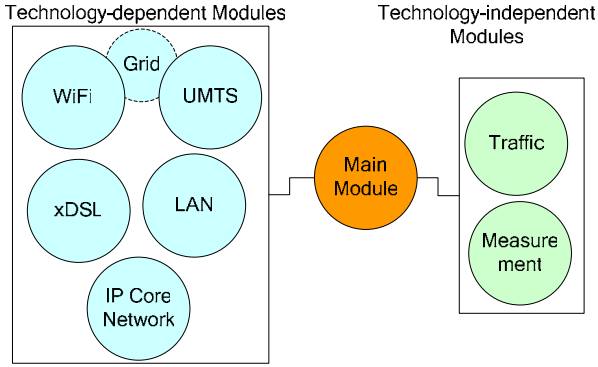 Technology-dependent Modules
Technology-independent
Modules
Grid
WiFi
UMTS
xDSL
LAN
IP Core
Network
Main
Module
Traffic
Measure
ment